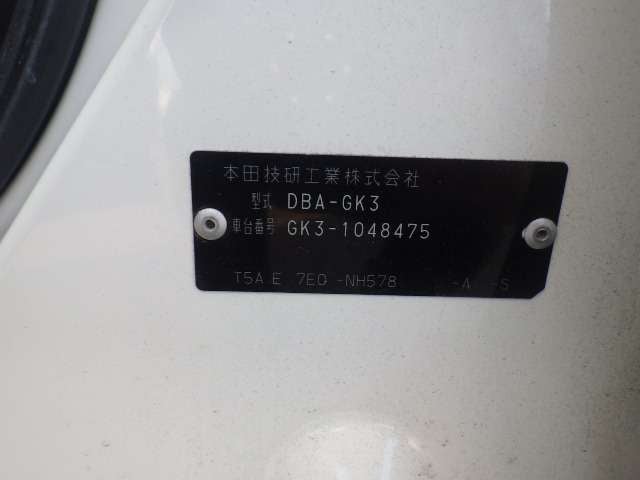 本田技研工業株式会社
型式 DBA-GK3
車台番号 GK3-1048475
T5A E 7E0 -NH578 -A -S